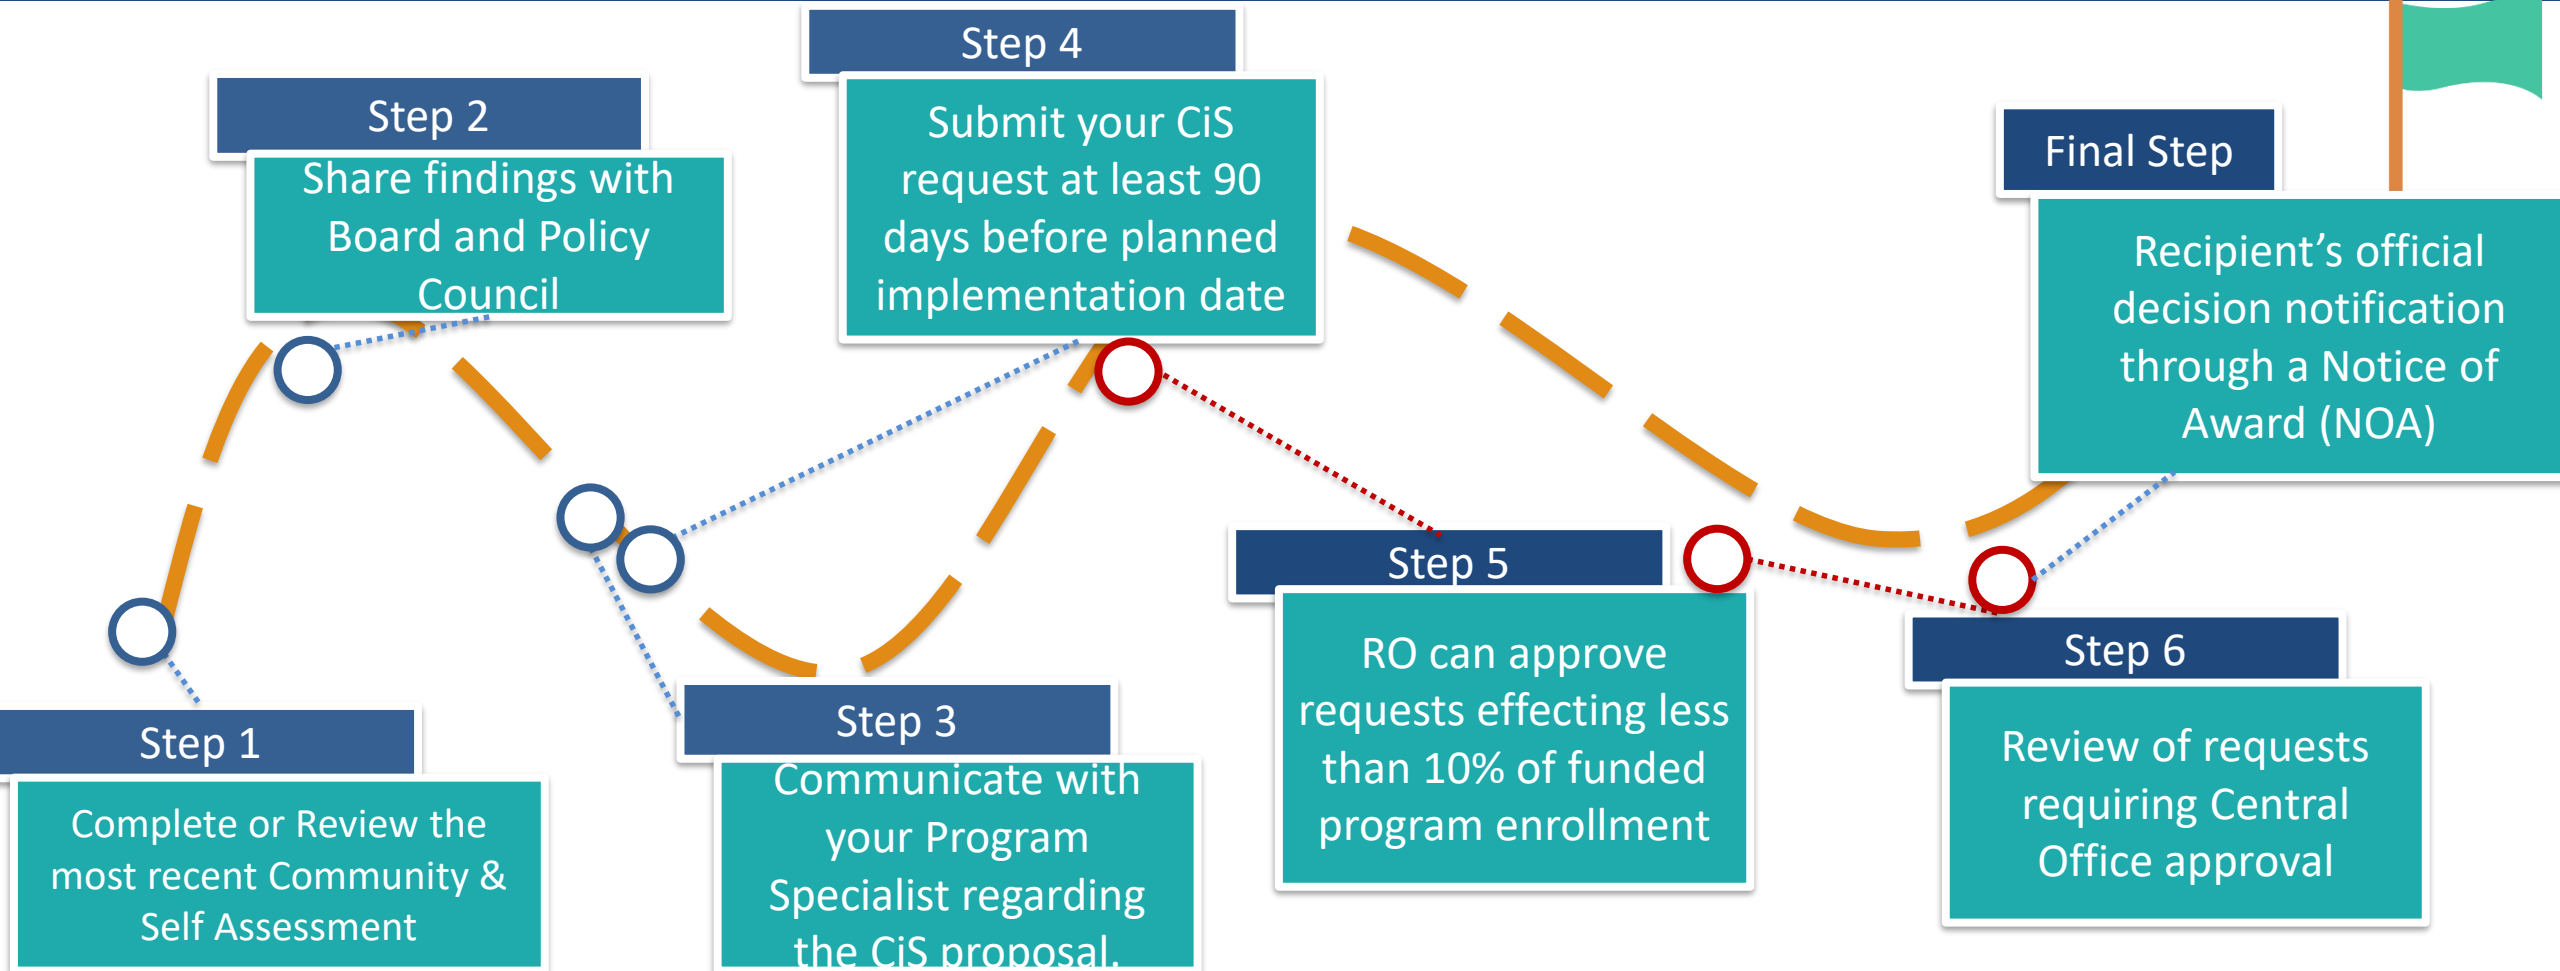 Step 1
Complete or Review the
most recent Community &
Self Assessment
Step 2
Share findings with
Board and Policy
Council
Step 3
Communicate with
your Program
Specialist regarding
the CiS proposal.
Step 4
Submit your CiS
request at least 90
days before planned
implementation date
Step 5
RO can approve
requests effecting less
than 10% of funded
program enrollment
Step 6
Review of requests
requiring Central
Office approval
Final Step
Recipient’s official
decision notification
through a Notice of
Award (NOA)